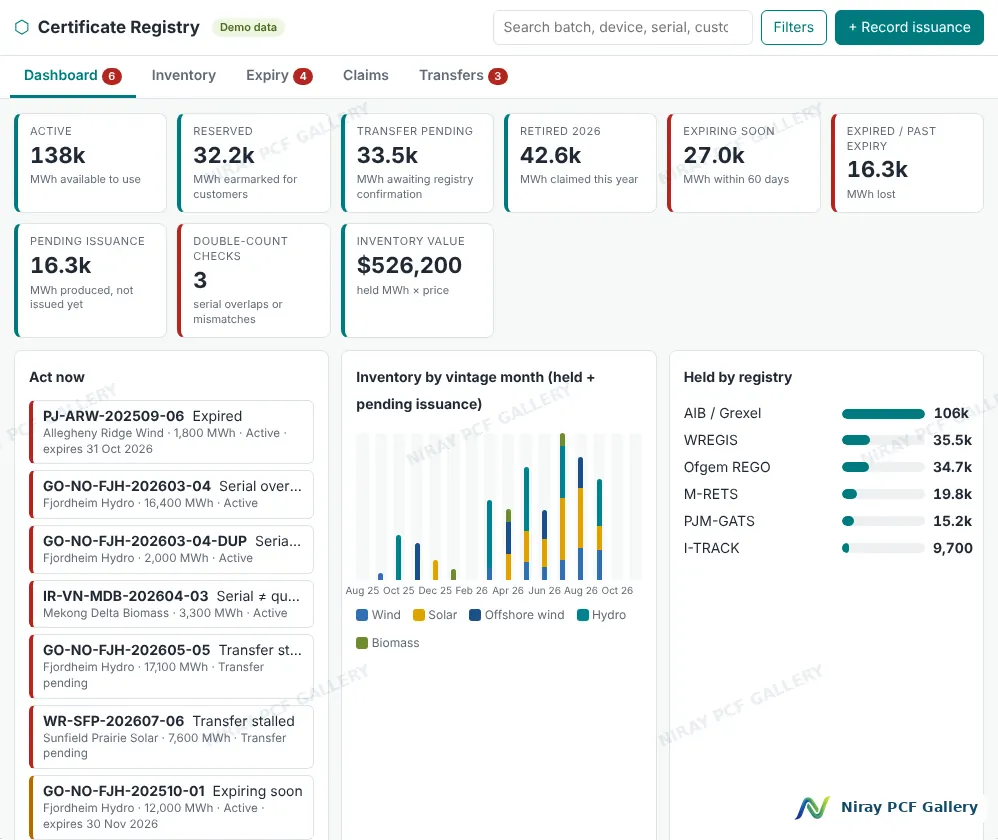 Certificate Registry
Demo data
Search batch, device, serial, custc
Filters
+ Record issuance
Dashboard 6
Inventory
Expiry 4
Claims
Transfers 3
ACTIVE
138k
MWh available to use
RESERVED
32.2k
MWh earmarked for
customers
TRANSFER PENDING
33.5k
MWh awaiting registry
confirmation
RETIRED 2026
42.6k
MWh claimed this year
EXPIRING SOON
27.0k
MWh within 60 days
EXPIRED / PAST
EXPIRY
16.3k
MWh lost
PENDING ISSUANCE
16.3k
MWh produced, not
issued yet
DOUBLE-COUNT
CHECKS
3
serial overlaps or
mismatches
INVENTORY VALUE
$526,200
held MWh × price
Act now
PJ-ARW-202509-06 Expired
Allegheny Ridge Wind · 1,800 MWh · Active ·
expires 31 Oct 2026
GO-NO-FJH-202603-04 Serial over...
Fjordheim Hydro · 16,400 MWh · Active
GO-NO-FJH-202603-04-DUP Seria...
Fjordheim Hydro · 2,000 MWh · Active
IR-VN-MDB-202604-03 Serial ≠ qu...
Mekong Delta Biomass · 3,300 MWh · Active
GO-NO-FJH-202605-05 Transfer st...
Fjordheim Hydro · 17,100 MWh · Transfer
pending
WR-SFP-202607-06 Transfer stalled
Sunfield Prairie Solar · 7,600 MWh · Transfer
pending
GO-NO-FJH-202510-01 Expiring soon
Fjordheim Hydro · 12,000 MWh · Active ·
expires 30 Nov 2026
Inventory by vintage month (held +
pending issuance)
Aug 25 Oct 25 Dec 25 Feb 26 Apr 26 Jun 26 Aug 26 Oct 26
Wind
Solar
Offshore wind
Hydro
Biomass
Held by registry
AIB / Grexel 106k
WREGIS 35.5k
Ofgem REGO 34.7k
M-RETS 19.8k
PJM-GATS 15.2k
I-TRACK 9,700
NIRAY PCF GALLERY
Niray PCF Gallery